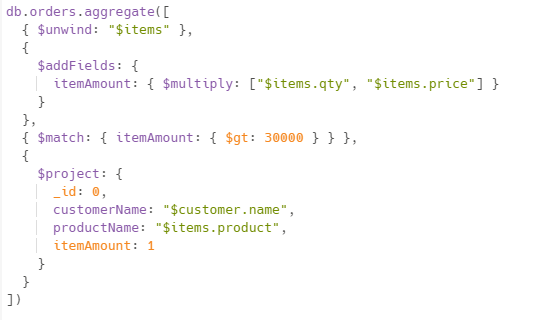 db.orders.aggregate([
  { $unwind: "$items" },
  {
    $addFields: {
      itemAmount: { $multiply: ["$items.qty", "$items.price"] }
    }
  },
  { $match: { itemAmount: { $gt: 30000 } } },
  {
    $project: {
      _id: 0,
      customerName: "$customer.name",
      productName: "$items.product",
      itemAmount: 1
    }
  }
])